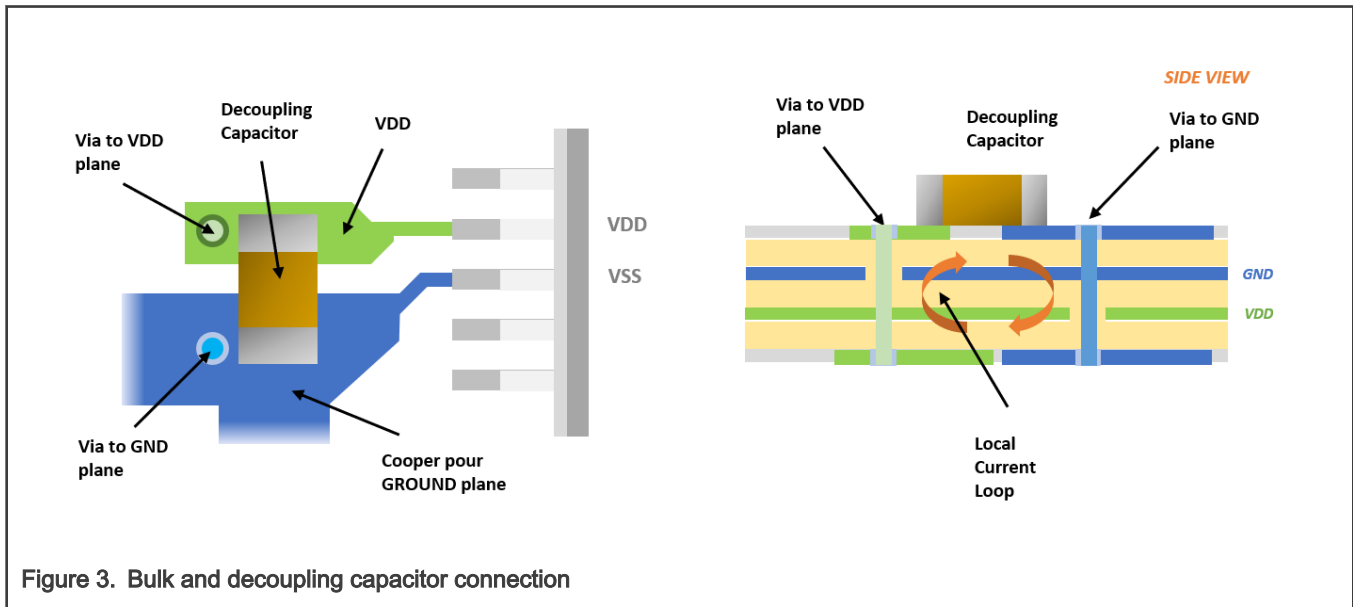 Decoupling
Capacitor
VDD
Via to VDD
plane
VDD
VSS
Via to GND
plane
Cooper pour
GROUND plane
SIDE VIEW
Via to VDD
plane
Decoupling
Capacitor
Via to GND
plane
GND
VDD
Local
Current
Loop
Figure 3. Bulk and decoupling capacitor connection